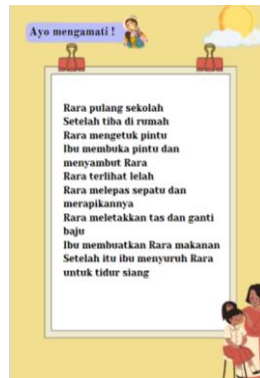 Ayo mengamati !
Rara pulang sekolah
Setelah tiba di rumah
Rara mengetuk pintu
Ibu membuka pintu dan
menyambut Rara
Rara terlihat lelah
Rara melepas sepatu dan
merapikannya
Rara meletakkan tas dan ganti
baju
Ibu membuatkan Rara makanan
Setelah itu ibu menyuruh Rara
untuk tidur siang